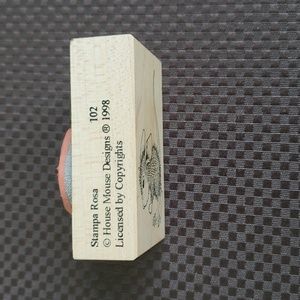 Stampa Rosa 102
© House Mouse Designs ® 1998
Licensed by Copyrights